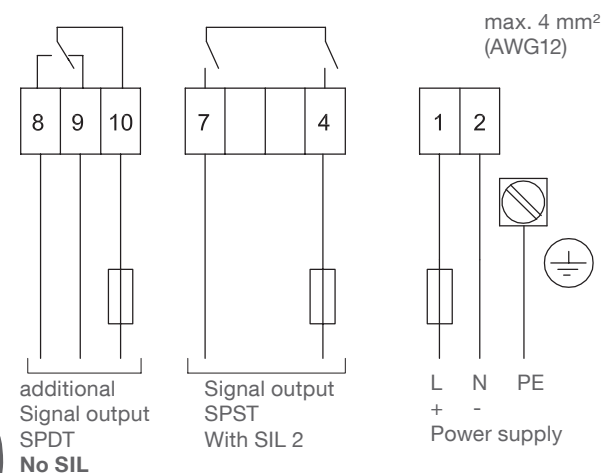 max. 4 mm²
(AWG12)
8 9 10
7 4
1 2
additional
Signal output
SPDT
No SIL
Signal output
SPST
With SIL 2
L N PE
+ -
Power supply